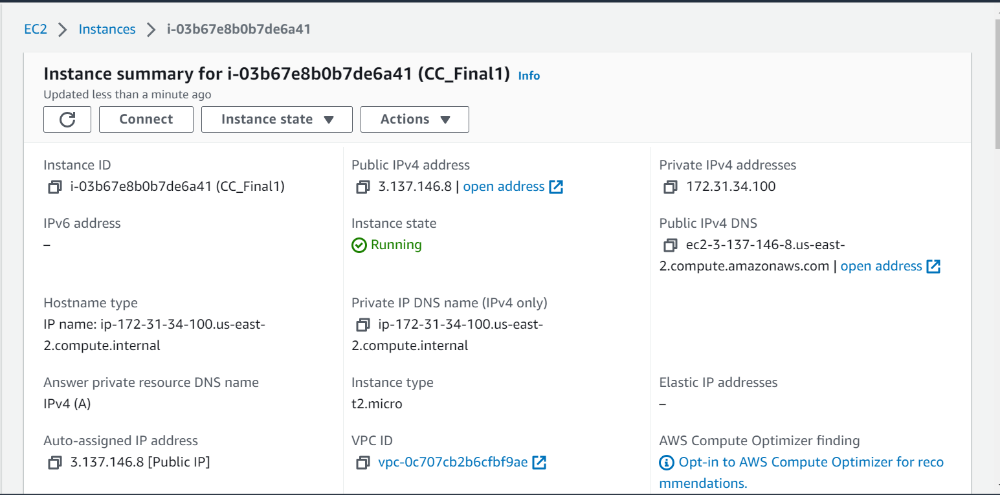 EC2 Instances i-03b67e8b0b7de6a41
Instance summary for i-03b67e8b0b7de6a41 (CC_Final1) Info
Updated less than a minute ago
Connect Instance state Actions
Instance ID
i-03b67e8b0b7de6a41 (CC_Final1)
Public IPv4 address
3.137.146.8 | open address
Private IPv4 addresses
172.31.34.100
IPv6 address
–
Instance state
Running
Public IPv4 DNS
ec2-3-137-146-8.us-east-
2.compute.amazonaws.com | open address
Hostname type
IP name: ip-172-31-34-100.us-east-
2.compute.internal
Private IP DNS name (IPv4 only)
ip-172-31-34-100.us-east-
2.compute.internal
Answer private resource DNS name
IPv4 (A)
Instance type
t2.micro
Elastic IP addresses
–
Auto-assigned IP address
3.137.146.8 [Public IP]
VPC ID
vpc-0c707cb2b6cfbf9ae
AWS Compute Optimizer finding
Opt-in to AWS Compute Optimizer for reco
mmendations.